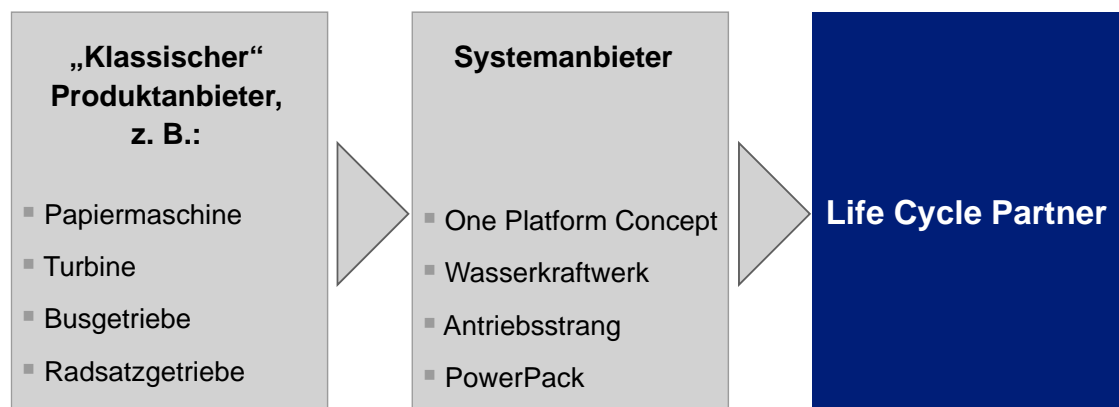 „Klassischer“
Produktanbieter,
z. B.:
Papiermaschine
Turbine
Busgetriebe
Radsatzgetriebe
Systemanbieter
One Platform Concept
Wasserkraftwerk
Antriebsstrang
PowerPack
Life Cycle Partner